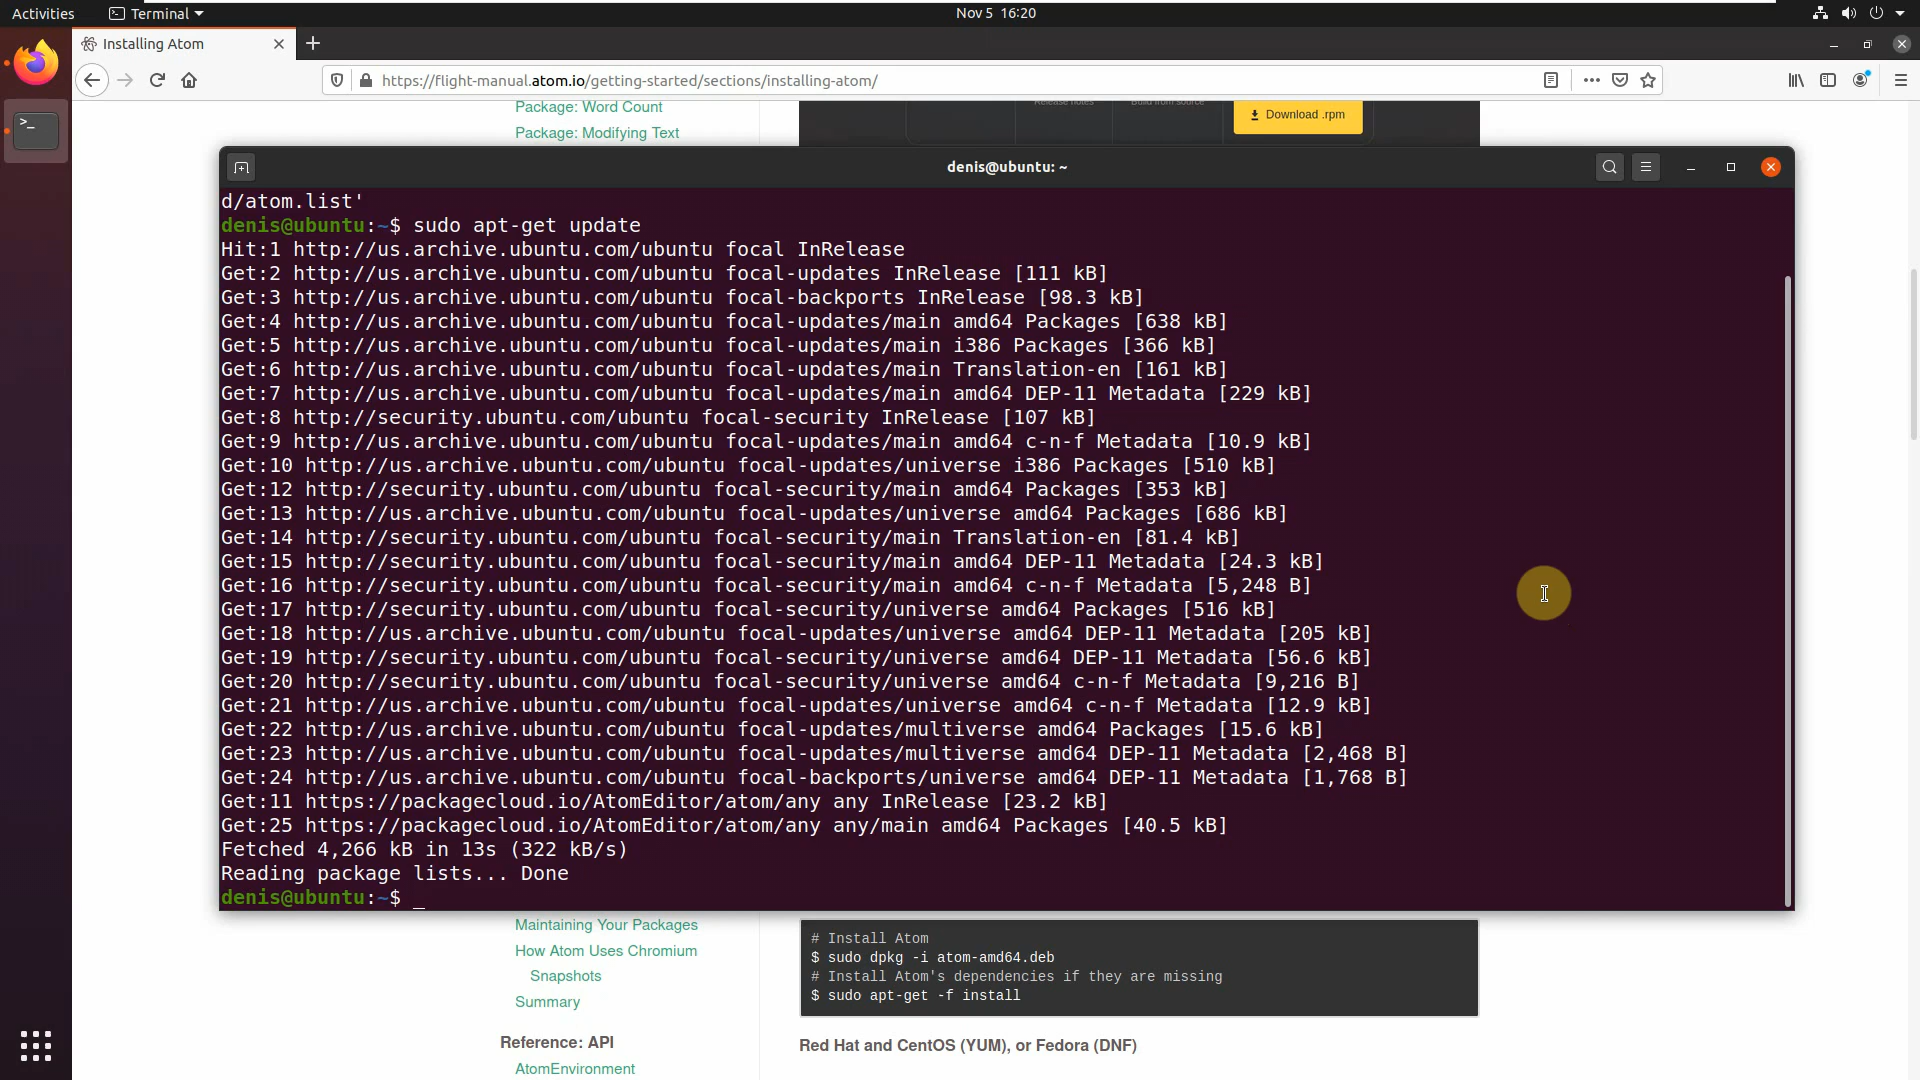 Activities
Terminal
Nov 5 16:20
Installing Atom
https://flight-manual.atom.io/getting-started/sections/installing-atom/
Package: Word Count
Package: Modifying Text
Release notes
Build from source
Download .rpm
denis@ubuntu: ~
d/atom.list'
denis@ubuntu:~$ sudo apt-get update
Hit:1 http://us.archive.ubuntu.com/ubuntu focal InRelease
Get:2 http://us.archive.ubuntu.com/ubuntu focal-updates InRelease [111 kB]
Get:3 http://us.archive.ubuntu.com/ubuntu focal-backports InRelease [98.3 kB]
Get:4 http://us.archive.ubuntu.com/ubuntu focal-updates/main amd64 Packages [638 kB]
Get:5 http://us.archive.ubuntu.com/ubuntu focal-updates/main i386 Packages [366 kB]
Get:6 http://us.archive.ubuntu.com/ubuntu focal-updates/main Translation-en [161 kB]
Get:7 http://us.archive.ubuntu.com/ubuntu focal-updates/main amd64 DEP-11 Metadata [229 kB]
Get:8 http://security.ubuntu.com/ubuntu focal-security InRelease [107 kB]
Get:9 http://us.archive.ubuntu.com/ubuntu focal-updates/main amd64 c-n-f Metadata [10.9 kB]
Get:10 http://us.archive.ubuntu.com/ubuntu focal-updates/universe i386 Packages [510 kB]
Get:12 http://security.ubuntu.com/ubuntu focal-security/main amd64 Packages [353 kB]
Get:13 http://us.archive.ubuntu.com/ubuntu focal-updates/universe amd64 Packages [686 kB]
Get:14 http://security.ubuntu.com/ubuntu focal-security/main Translation-en [81.4 kB]
Get:15 http://security.ubuntu.com/ubuntu focal-security/main amd64 DEP-11 Metadata [24.3 kB]
Get:16 http://security.ubuntu.com/ubuntu focal-security/main amd64 c-n-f Metadata [5,248 B]
Get:17 http://security.ubuntu.com/ubuntu focal-security/universe amd64 Packages [516 kB]
Get:18 http://us.archive.ubuntu.com/ubuntu focal-updates/universe amd64 DEP-11 Metadata [205 kB]
Get:19 http://security.ubuntu.com/ubuntu focal-security/universe amd64 DEP-11 Metadata [56.6 kB]
Get:20 http://security.ubuntu.com/ubuntu focal-security/universe amd64 c-n-f Metadata [9,216 B]
Get:21 http://us.archive.ubuntu.com/ubuntu focal-updates/universe amd64 c-n-f Metadata [12.9 kB]
Get:22 http://us.archive.ubuntu.com/ubuntu focal-updates/multiverse amd64 Packages [15.6 kB]
Get:23 http://us.archive.ubuntu.com/ubuntu focal-updates/multiverse amd64 DEP-11 Metadata [2,468 B]
Get:24 http://us.archive.ubuntu.com/ubuntu focal-backports/universe amd64 DEP-11 Metadata [1,768 B]
Get:11 https://packagecloud.io/AtomEditor/atom/any any InRelease [23.2 kB]
Get:25 https://packagecloud.io/AtomEditor/atom/any any/main amd64 Packages [40.5 kB]
Fetched 4,266 kB in 13s (322 kB/s)
Reading package lists... Done
denis@ubuntu:~$ _
Maintaining Your Packages
How Atom Uses Chromium
Snapshots
Summary
Reference: API
AtomEnvironment
# Install Atom
$ sudo dpkg -i atom-amd64.deb
# Install Atom's dependencies if they are missing
$ sudo apt-get -f install
Red Hat and CentOS (YUM), or Fedora (DNF)